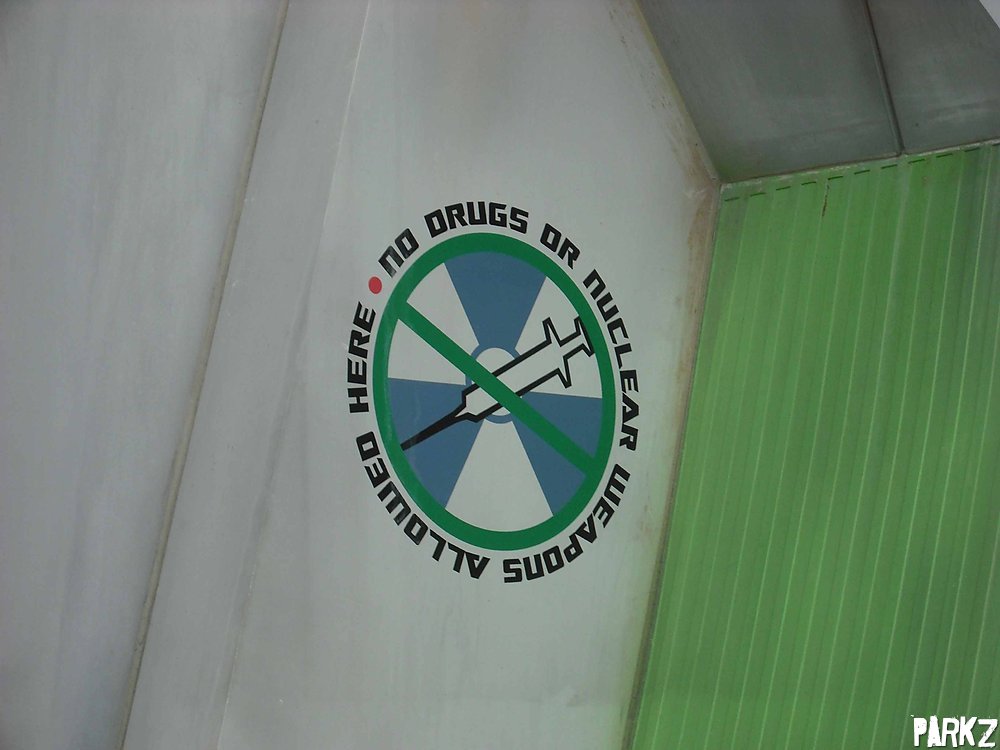 NO DRUGS OR NUCLEAR WEAPONS ALLOWED HERE •
PARKZ